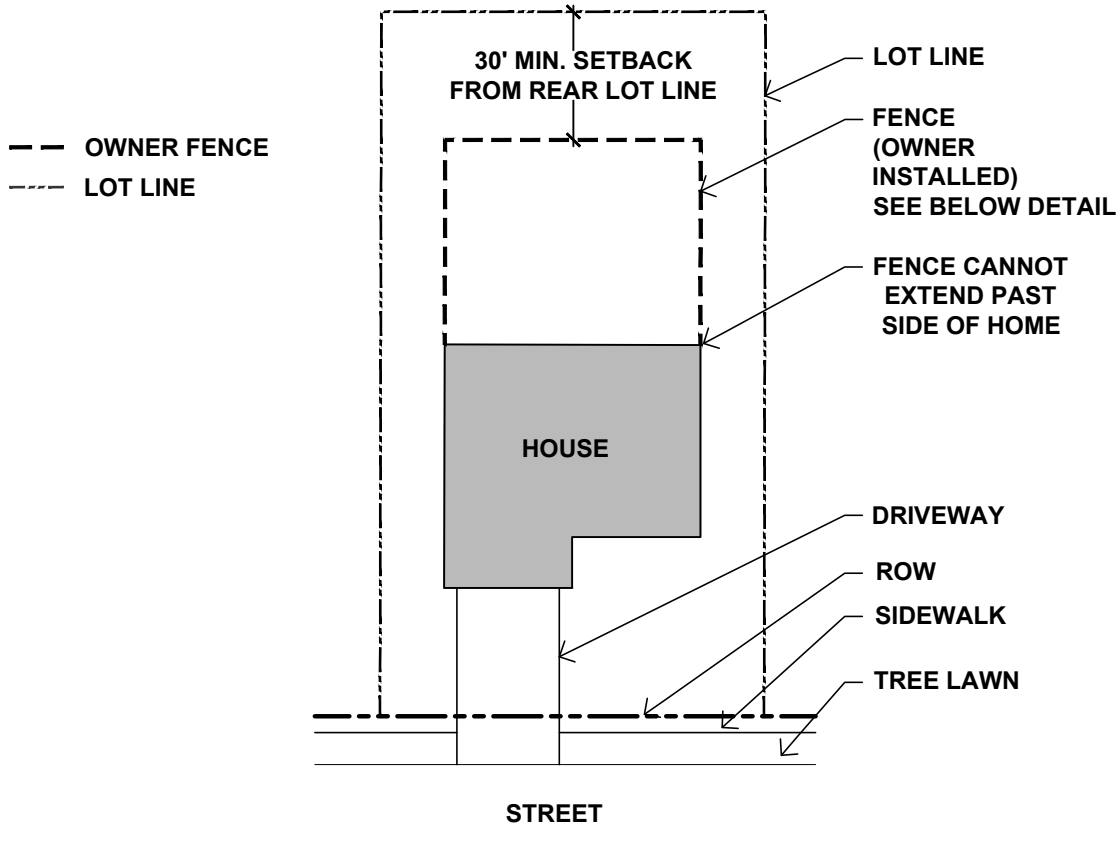 30' MIN. SETBACK
FROM REAR LOT LINE
OWNER FENCE
LOT LINE
LOT LINE
FENCE
(OWNER
INSTALLED)
SEE BELOW DETAIL
FENCE CANNOT
EXTEND PAST
SIDE OF HOME
HOUSE
DRIVEWAY
ROW
SIDEWALK
TREE LAWN
STREET